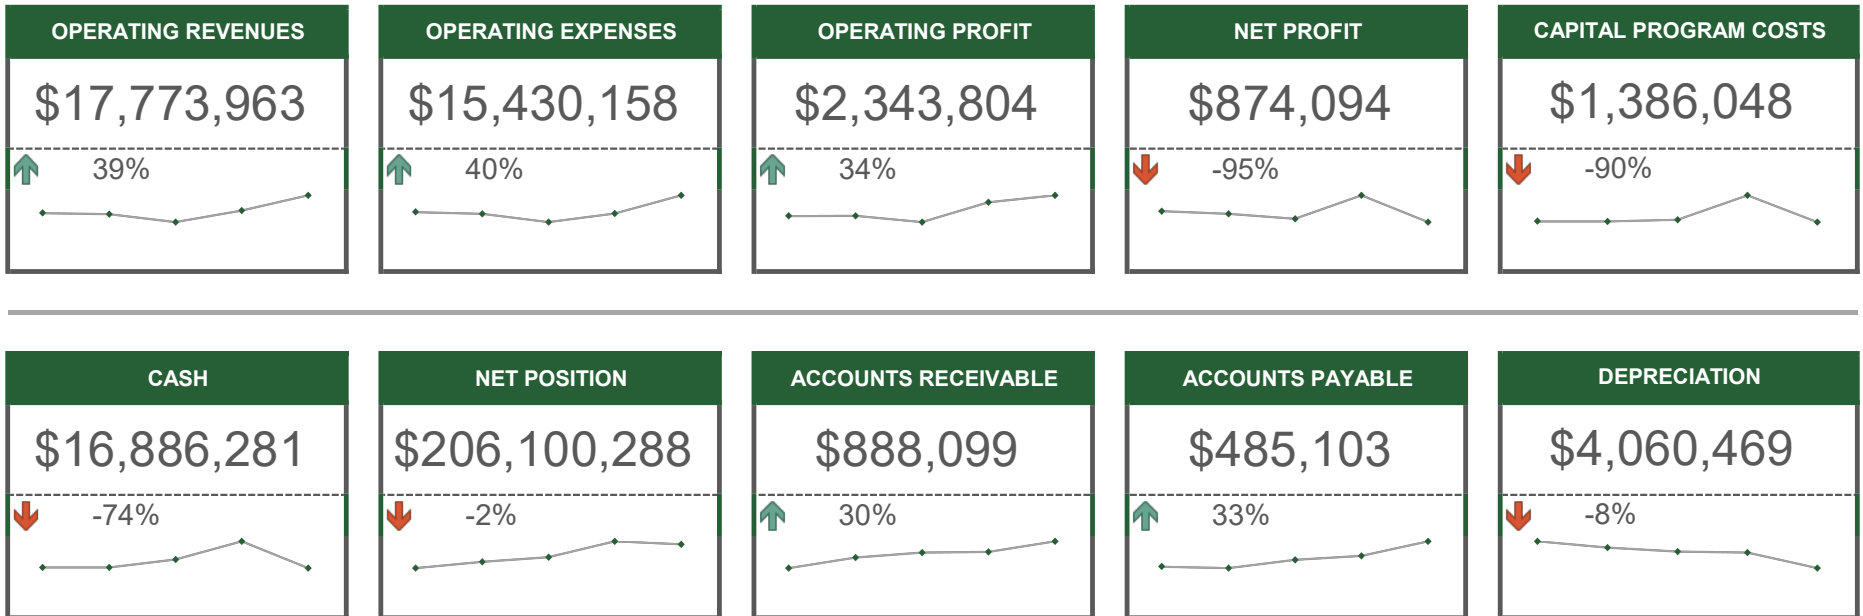 OPERATING REVENUES
$17,773,963
39%
OPERATING EXPENSES
$15,430,158
40%
OPERATING PROFIT
$2,343,804
34%
NET PROFIT
$874,094
-95%
CAPITAL PROGRAM COSTS
$1,386,048
-90%
CASH
$16,886,281
-74%
NET POSITION
$206,100,288
-2%
ACCOUNTS RECEIVABLE
$888,099
30%
ACCOUNTS PAYABLE
$485,103
33%
DEPRECIATION
$4,060,469
-8%